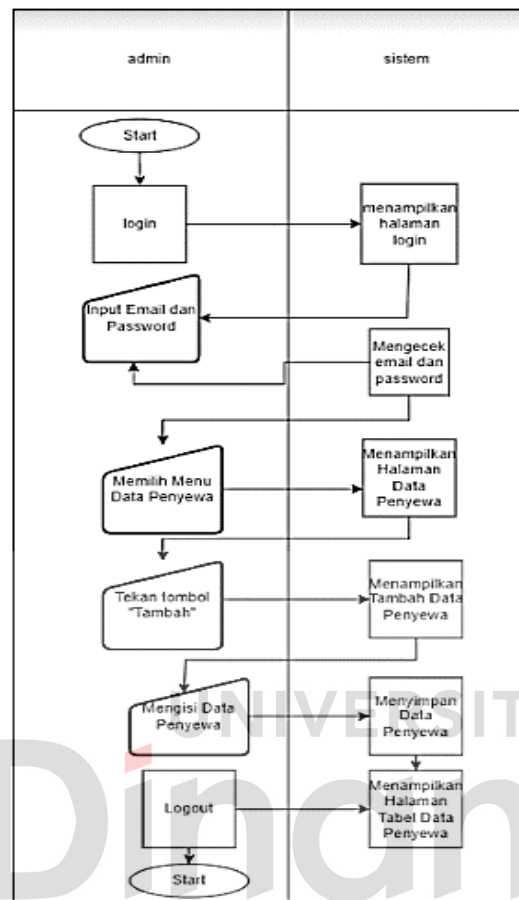 admin
sistem
Start
login
menampilkan
halaman
login
Input Email dan
Password
Mengecek
email dan
password
Memilih Menu
Data Penyewa
Menampilkan
Halaman
Data
Penyewa
Tekan tombol
"Tambah"
Menampilkan
Tambah Data
Penyewa
Mengisi Data
Penyewa
Menyimpan
Data
Penyewa
Logout
Menampilkan
Halaman
Tabel Data
Penyewa
Start
UNIVERSIT
Dinam